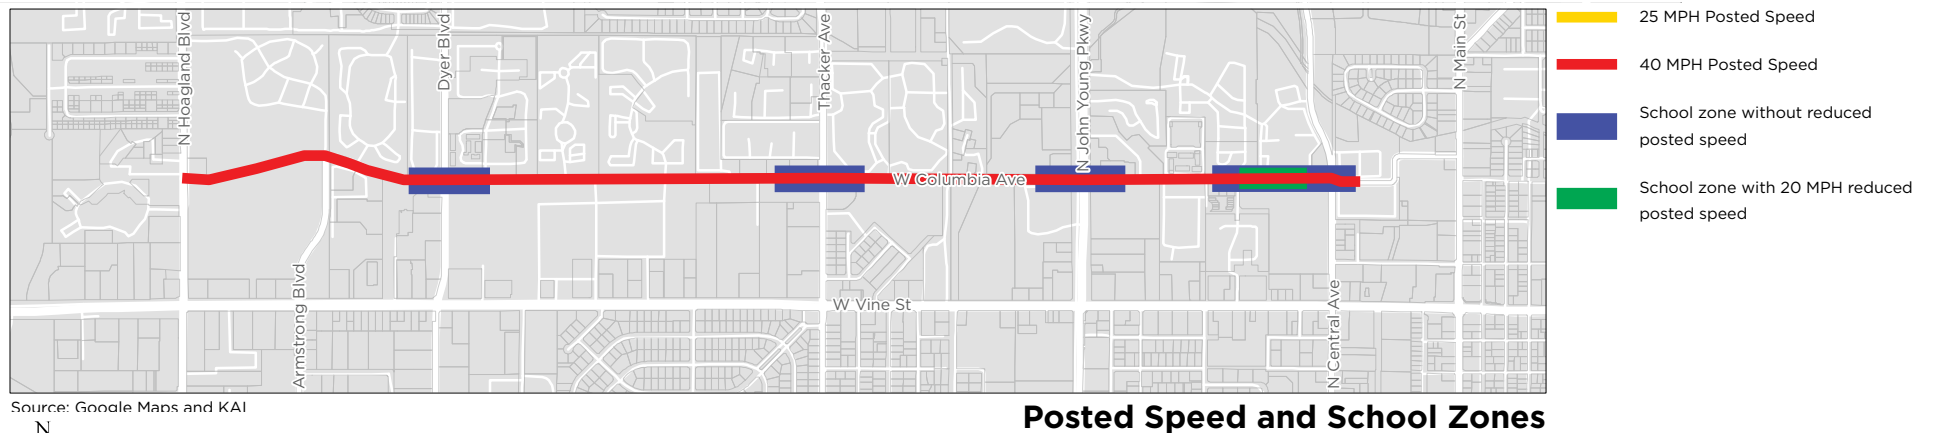 N Hoagland Blvd
Dyer Blvd
Thacker Ave
N John Young Pkwy
N Main St
W Columbia Ave
Armstrong Blvd
W Vine St
N Central Ave
25 MPH Posted Speed
40 MPH Posted Speed
School zone without reduced
posted speed
School zone with 20 MPH reduced
posted speed
Source: Google Maps and KAI
Posted Speed and School Zones
N